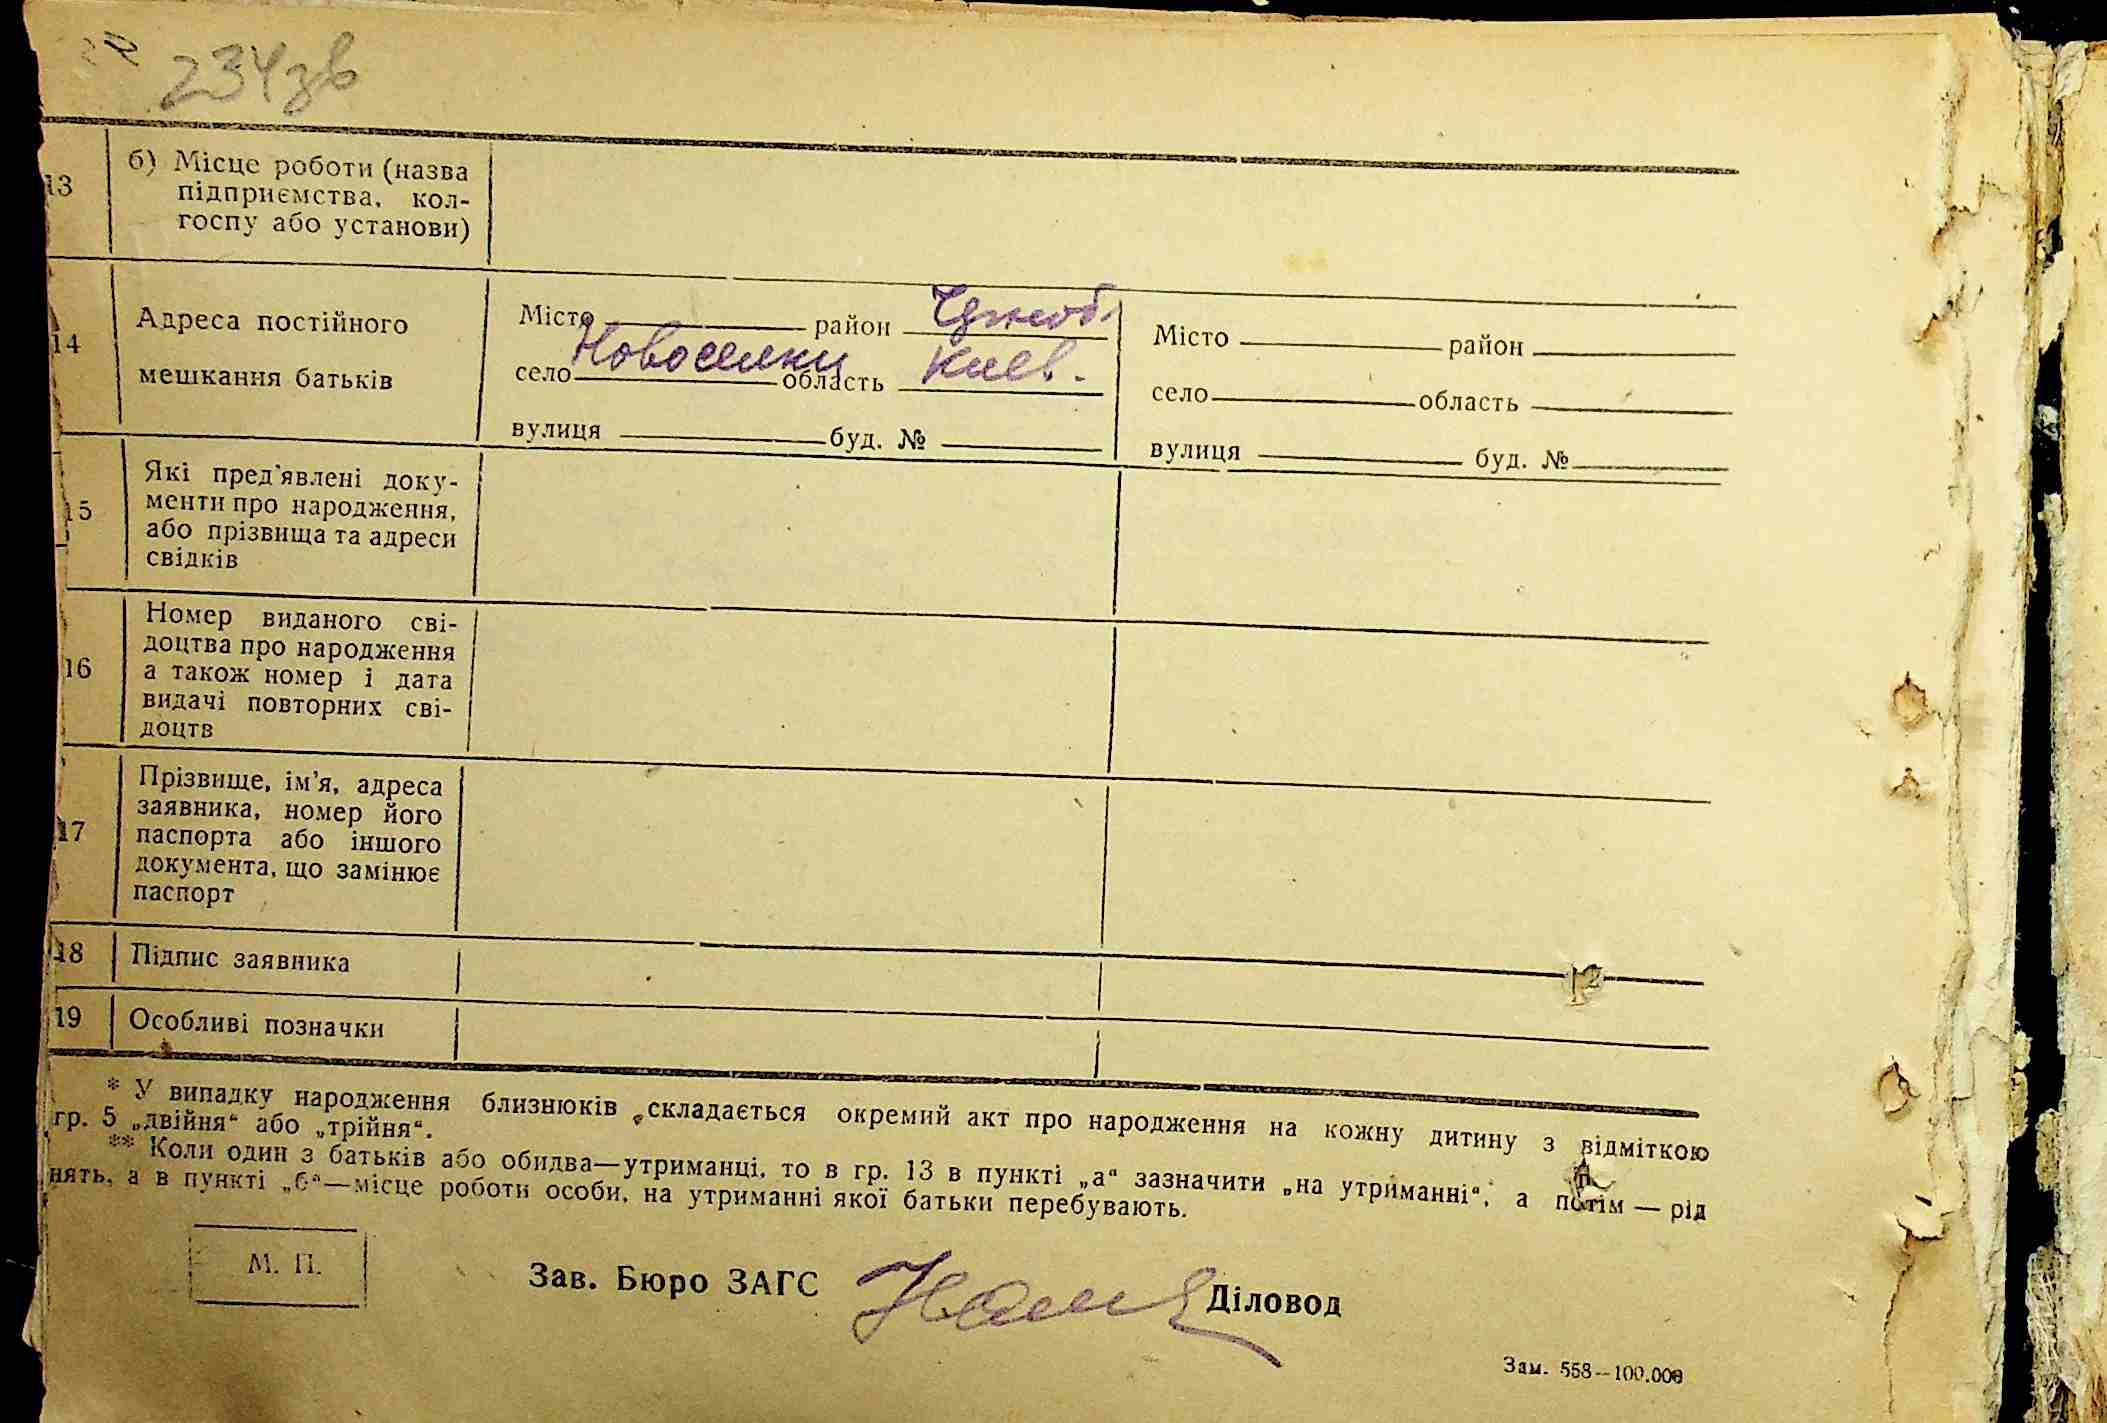 234зв
13 б) Місце роботи (назва
підприємства, кол-
госпу або установи)
14 Адреса постійного
мешкання батьків
Місто район
село Новоселки область Киев.
вулиця буд. №
Місто район
село область
вулиця буд. №
15 Які пред'явлені доку-
менти про народження,
або прізвища та адреси
свідків
16 Номер виданого сві-
доцтва про народження
а також номер і дата
видачі повторних сві-
доцтв
17 Прізвище, ім'я, адреса
заявника, номер його
паспорта або іншого
документа, що замінює
паспорт
18 Підпис заявника
19 Особливі позначки
* У випадку народження близнюків складається окремий акт про народження на кожну дитину з відміткою
гр. 5 „двійня“ або „трійня“.
** Коли один з батьків або обидва—утриманці, то в гр. 13 в пункті „а“ зазначити „на утриманні“, а потім — рід
нять, а в пункті „б“—місце роботи особи, на утриманні якої батьки перебувають.
М. П.
Зав. Бюро ЗАГС Діловод
Зам. 558—100.000